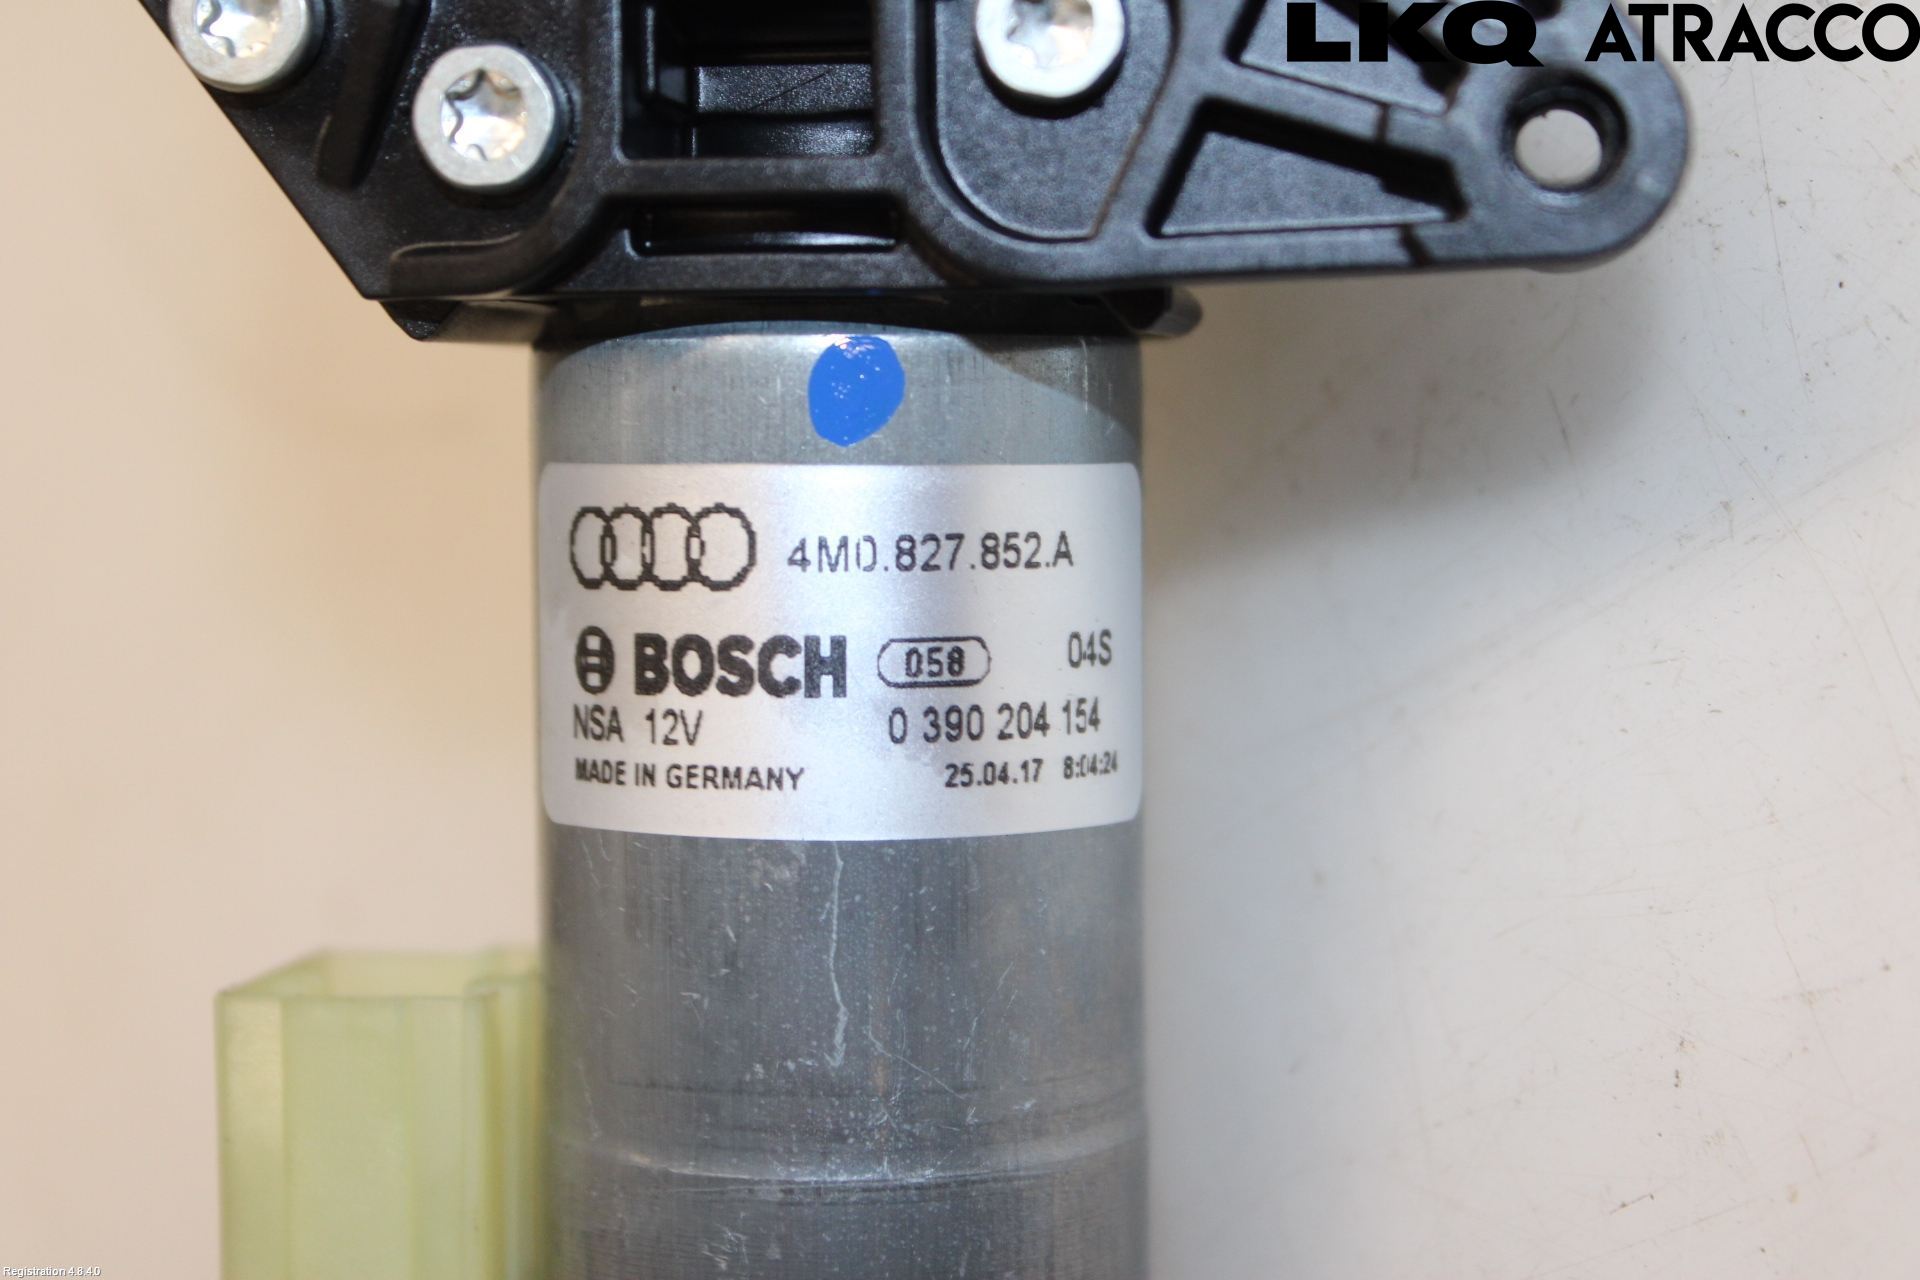 LKQ ATRACCO
4M0.827.852.A
BOSCH 058 04S
NSA 12V 0 390 204 154
MADE IN GERMANY 25.04.17 8:04:24
Registration 4.8.4.0